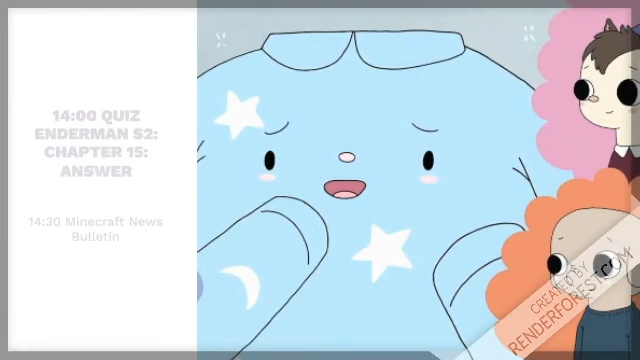 14:00 QUIZ
ENDERMAN S2:
CHAPTER 15:
ANSWER
14:30 Minecraft News
Bulletin
CREATED BY
RENDERFOREST.COM